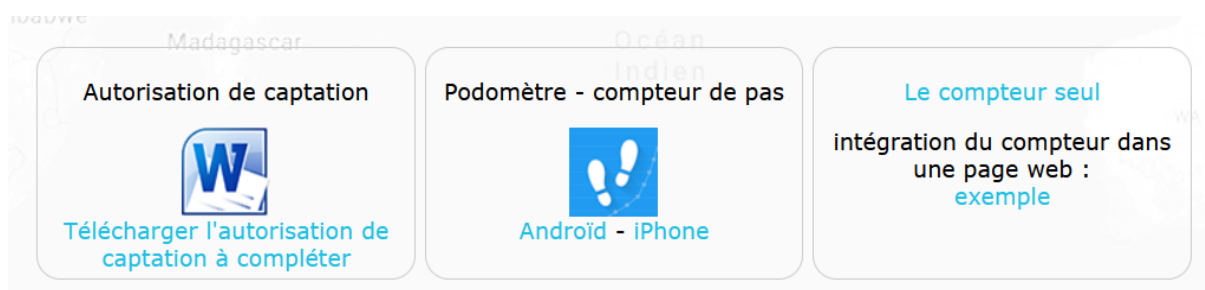 Madagascar
Océan
Indien
Autorisation de captation
W
Télécharger l'autorisation de
captation à compléter
Podomètre - compteur de pas
Androïd - iPhone
Le compteur seul
intégration du compteur dans
une page web :
exemple